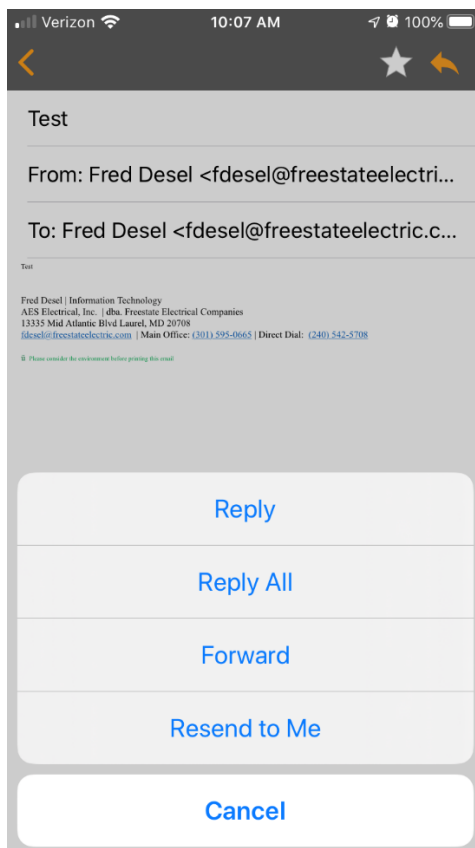 Verizon 10:07 AM 100%
Test
From: Fred Desel <fdesel@freestateelectri...
To: Fred Desel <fdesel@freestateelectric.c...
Test
Fred Desel | Information Technology
AES Electrical, Inc. | dba. Freestate Electrical Companies
13335 Mid Atlantic Blvd Laurel, MD 20708
fdesel@freestateelectric.com | Main Office: (301) 595-0665 | Direct Dial: (240) 542-5708
Please consider the environment before printing this email
Reply
Reply All
Forward
Resend to Me
Cancel